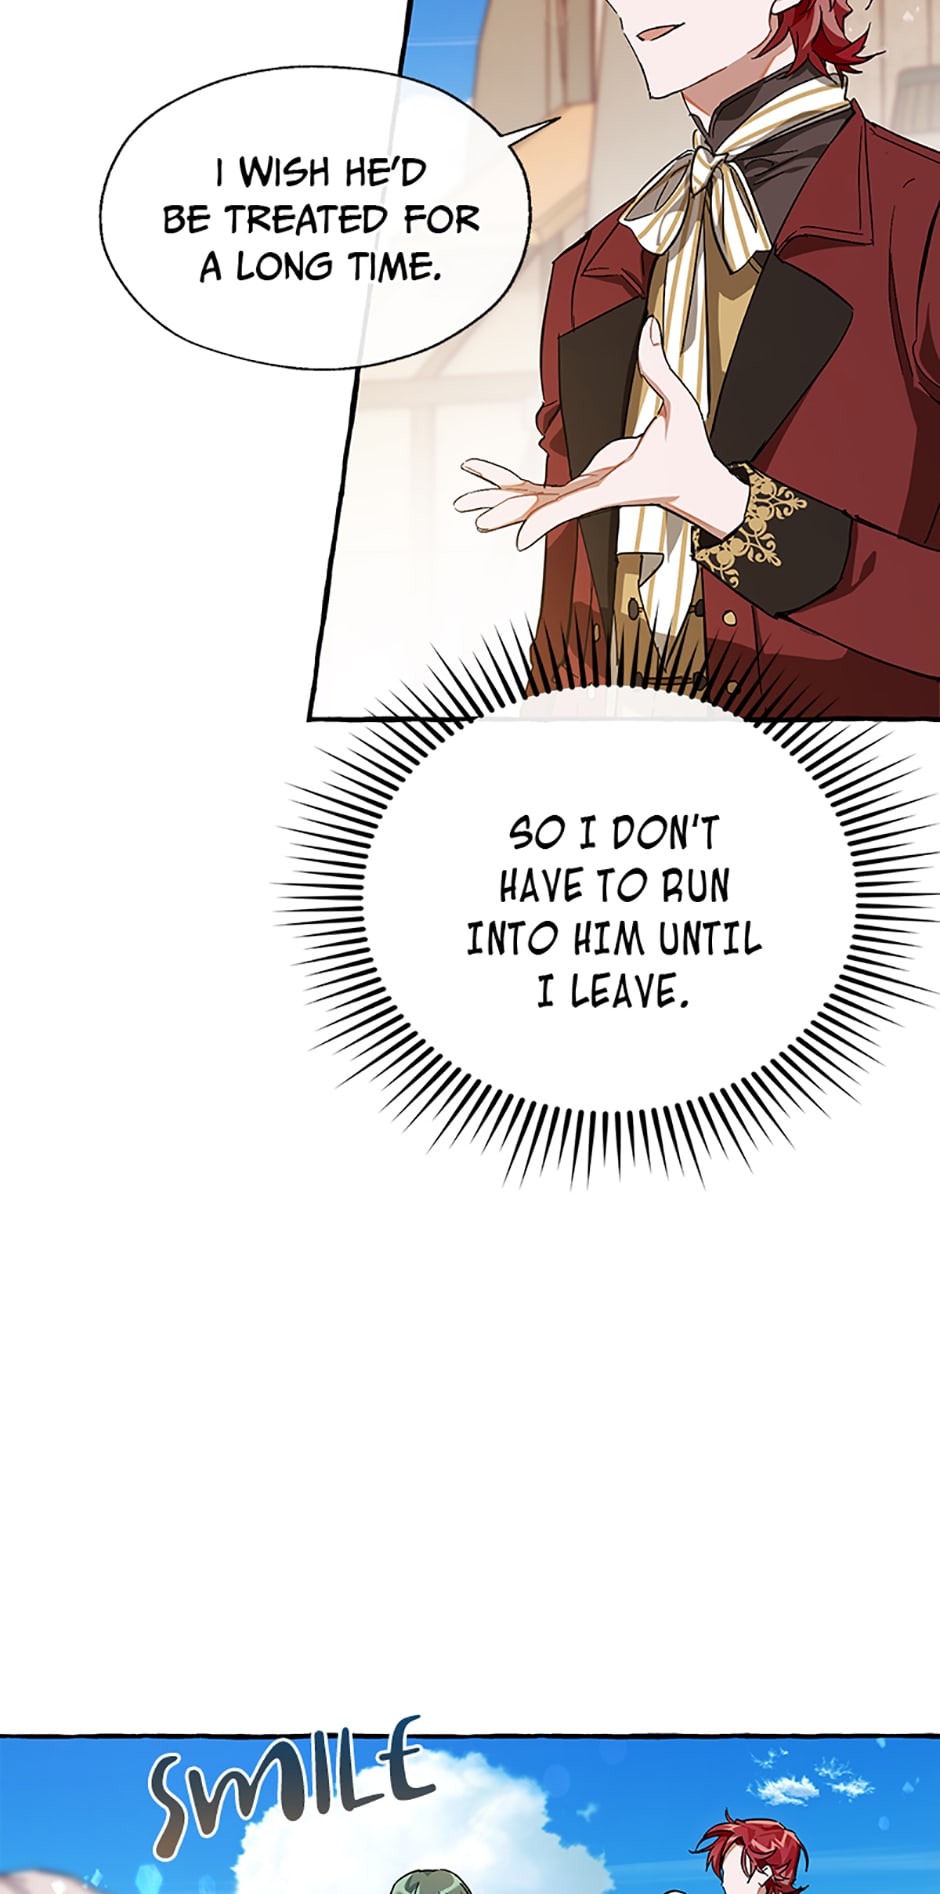 I WISH HE'D
BE TREATED FOR
A LONG TIME.
SO I DON'T
HAVE TO RUN
INTO HIM UNTIL
I LEAVE.
SMILE